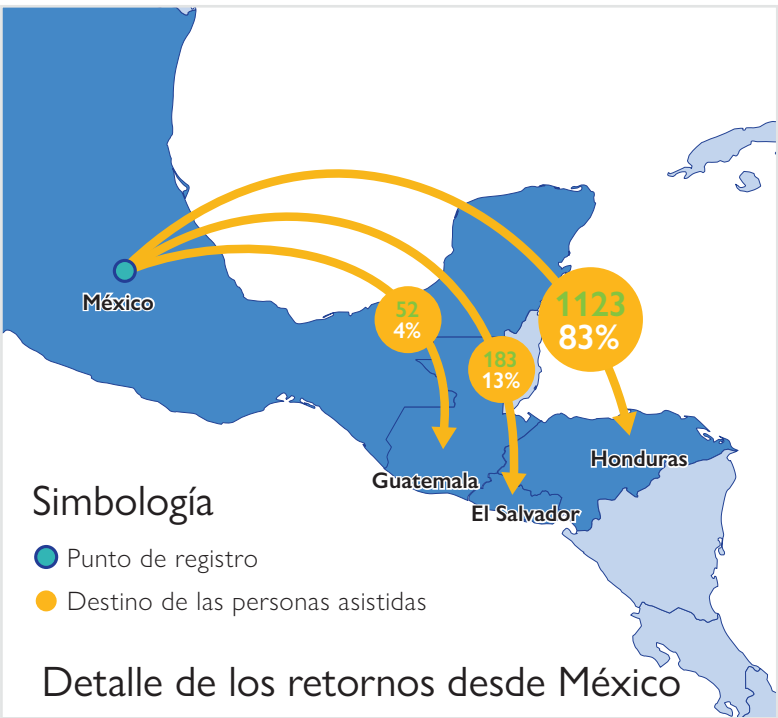 México
52
4%
183
13%
1123
83%
Guatemala
El Salvador
Honduras
Simbología
Punto de registro
Destino de las personas asistidas
Detalle de los retornos desde México